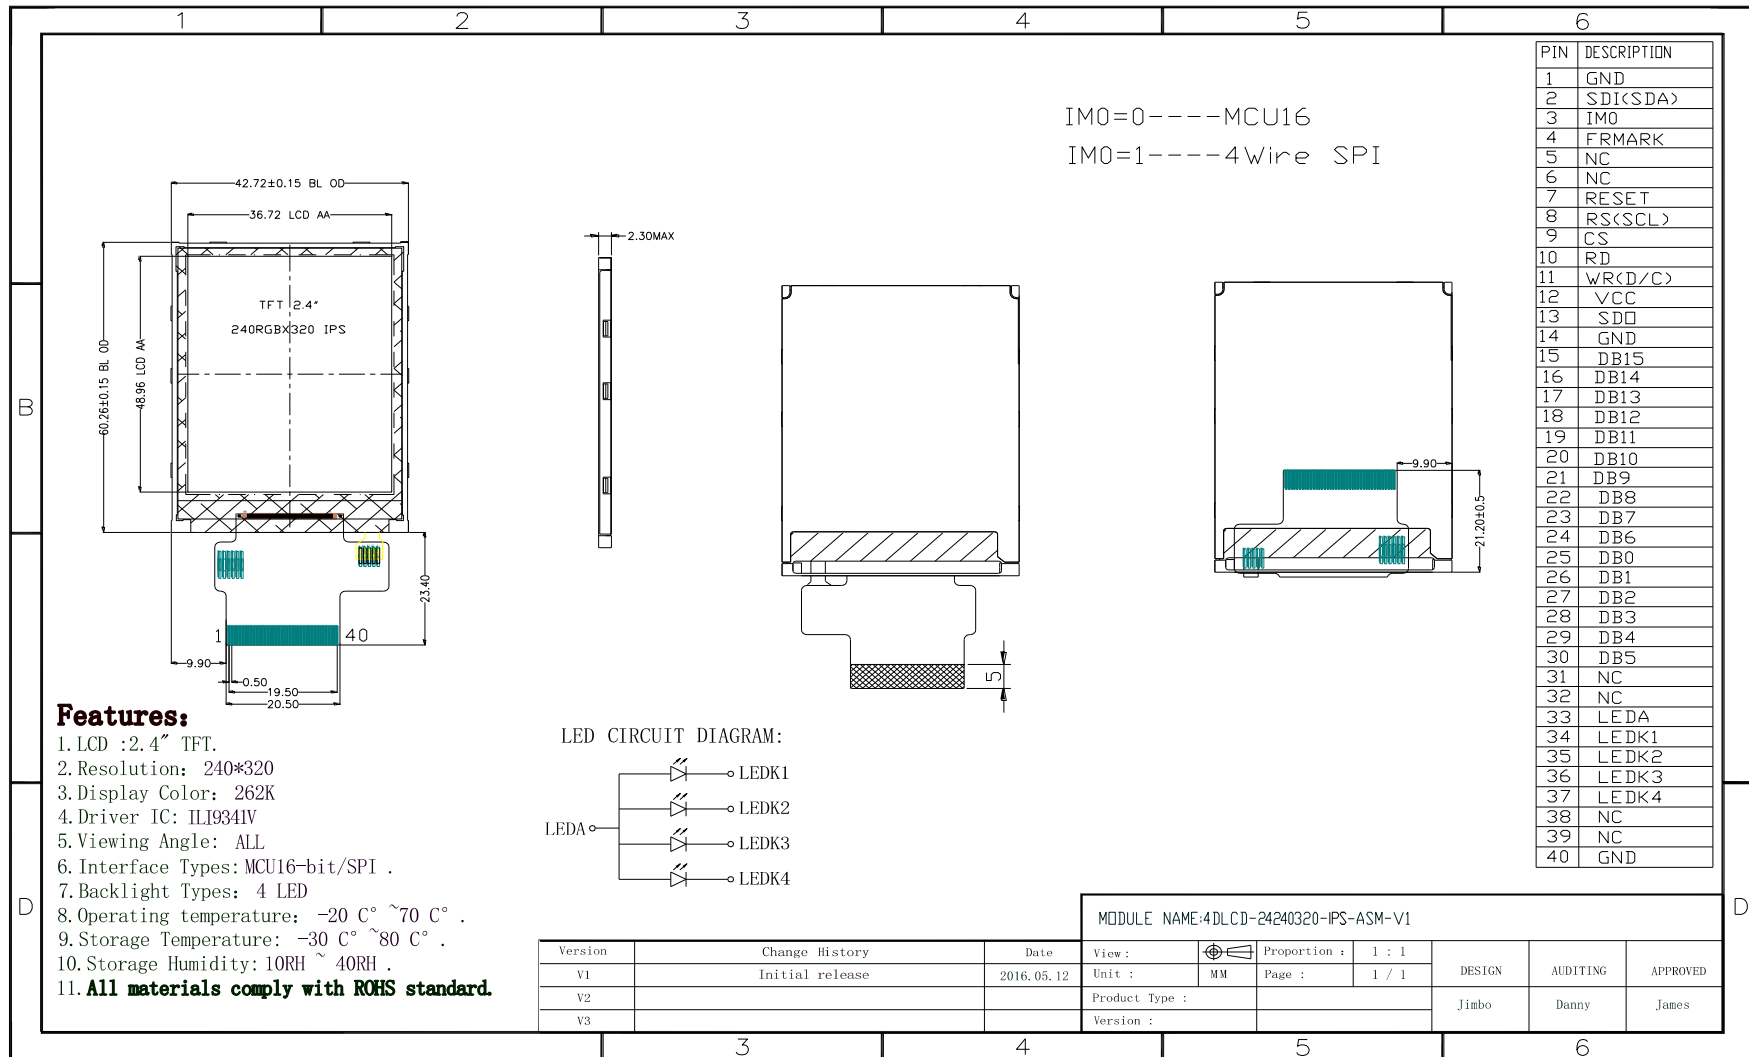 1 2 3 4 5 6
PIN DESCRIPTION
1 GND
2 SDI(SDA)
3 IM0
4 FRMARK
5 NC
6 NC
7 RESET
8 RS(SCL)
9 CS
10 RD
11 WR(D/C)
12 VCC
13 SDO
14 GND
15 DB15
16 DB14
17 DB13
18 DB12
19 DB11
20 DB10
21 DB9
22 DB8
23 DB7
24 DB6
25 DB0
26 DB1
27 DB2
28 DB3
29 DB4
30 DB5
31 NC
32 NC
33 LEDA
34 LEDK1
35 LEDK2
36 LEDK3
37 LEDK4
38 NC
39 NC
40 GND
IM0=0----MCU16
IM0=1----4Wire SPI
42.72±0.15 BL OD
36.72 LCD AA
60.26±0.15 BL OD
48.96 LCD AA
TFT 2.4"
240RGBX320 IPS
2.30MAX
9.90
21.20±0.5
23.40
1 40
9.90
0.50
19.50
20.50
5
B
D
D
Features:
1. LCD :2.4" TFT.
2. Resolution: 240*320
3. Display Color: 262K
4. Driver IC: ILI9341V
5. Viewing Angle: ALL
6. Interface Types: MCU16-bit/SPI .
7. Backlight Types: 4 LED
8. Operating temperature: -20 C° ~70 C° .
9. Storage Temperature: -30 C° ~80 C° .
10. Storage Humidity: 10RH ~ 40RH .
11. All materials comply with ROHS standard.
LED CIRCUIT DIAGRAM:
LEDA
LEDK1
LEDK2
LEDK3
LEDK4
MODULE NAME:4DLCD-24240320-IPS-ASM-V1
Version Change History Date
V1 Initial release 2016.05.12
V2
V3
View : Proportion : 1 : 1
Unit : MM Page : 1 / 1
Product Type :
Version :
DESIGN AUDITING APPROVED
Jimbo Danny James
3 4 5 6